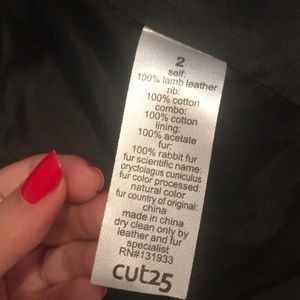 2
self:
100% lamb leather
rib:
100% cotton
combo:
100% cotton
lining:
100% acetate
fur:
100% rabbit fur
fur scientific name:
oryctolagus cuniculus
fur color processed:
natural color
fur country of original:
china
made in china
dry clean only by
leather and fur
specialist
RN#131933
cut25